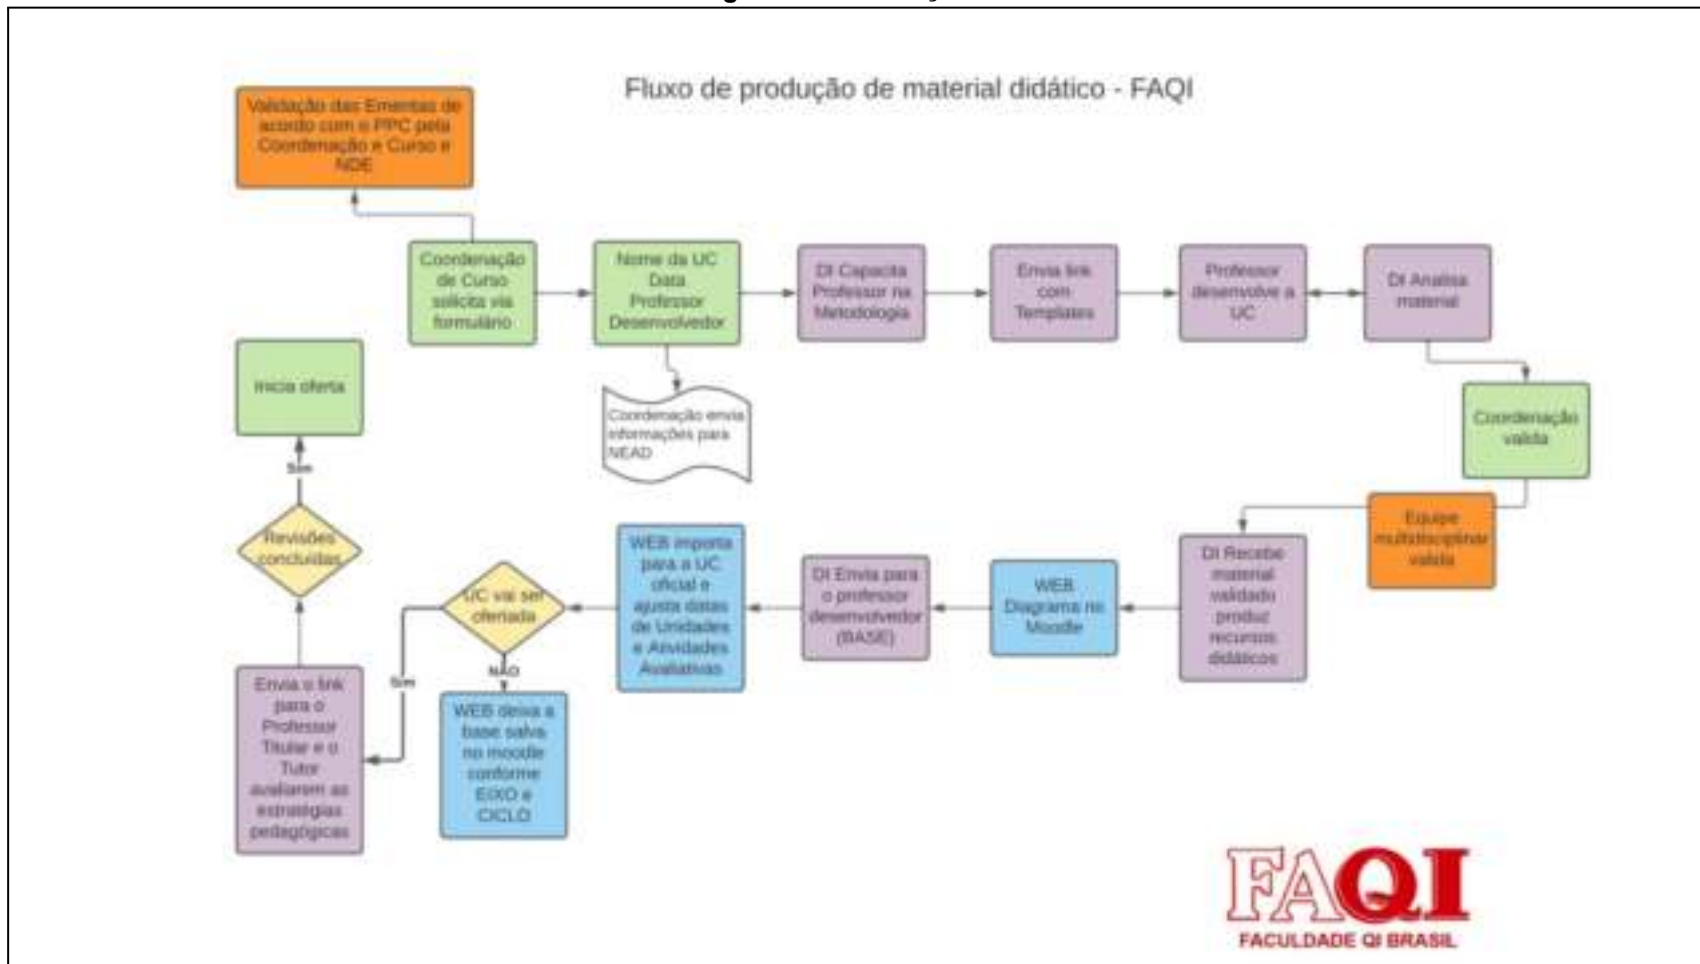 Fluxo de produção de material didático - FAQI
Validação das Ementas de
acordo com o PPC pela
Coordenação e Curso e
NDE
Coordenação
de Curso
solicita via
formulário
Nome da UC
Data
Professor
Desenvolvedor
DI Capacita
Professor na
Metodologia
Envia link
com
Templates
Professor
desenvolve a
UC
DI Analisa
material
Coordenação envia
informações para
NEAD
Coordenação
valida
Equipe
multidisciplinar
valida
DI Recebe
material
validado
produz
recursos
didáticos
WEB
Diagrama no
Moodle
DI Envia para
o professor
desenvolvedor
(BASE)
WEB importa
para a UC
oficial e
ajusta datas
de Unidades
e Atividades
Avaliativas
UC vai ser
ofertada
NÃO
WEB deixa a
base salva
no moodle
conforme
EIXO e
CICLO
Sim
Envia o link
para o
Professor
Titular e o
Tutor
avaliarem as
estratégias
pedagógicas
Revisões
concluídas
Sim
Inicia oferta
FAQI
FACULDADE QI BRASIL